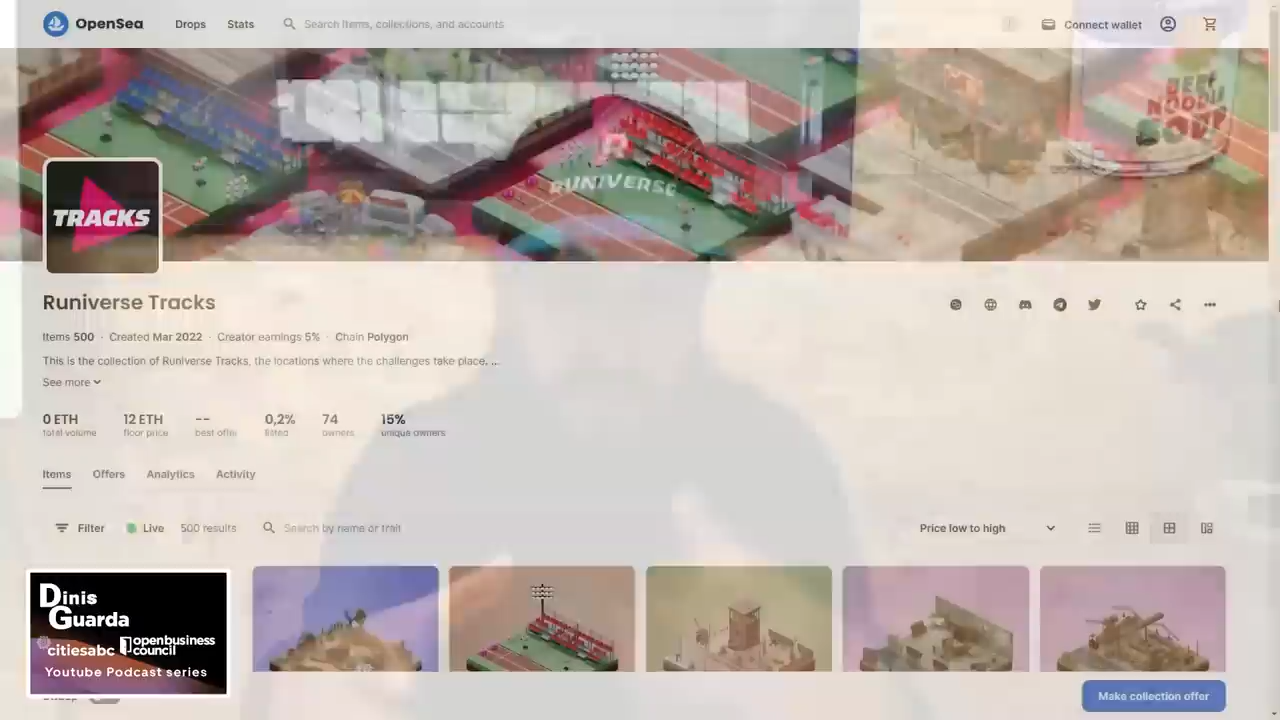 OpenSea
Drops
Stats
Search items, collections, and accounts
Connect wallet
RUNIVERSE
TRACKS
Runiverse Tracks
Items 500 · Created Mar 2022 · Creator earnings 5% · Chain Polygon
This is the collection of Runiverse Tracks, the locations where the challenges take place. ...
See more
0 ETH
total volume
12 ETH
floor price
--
best offer
0,2%
listed
74
owners
15%
unique owners
Items
Offers
Analytics
Activity
Filter
Live
500 results
Search by name or trait
Price low to high
Dinis
Guarda
citiesabc
openbusiness
council
Youtube Podcast series
Make collection offer